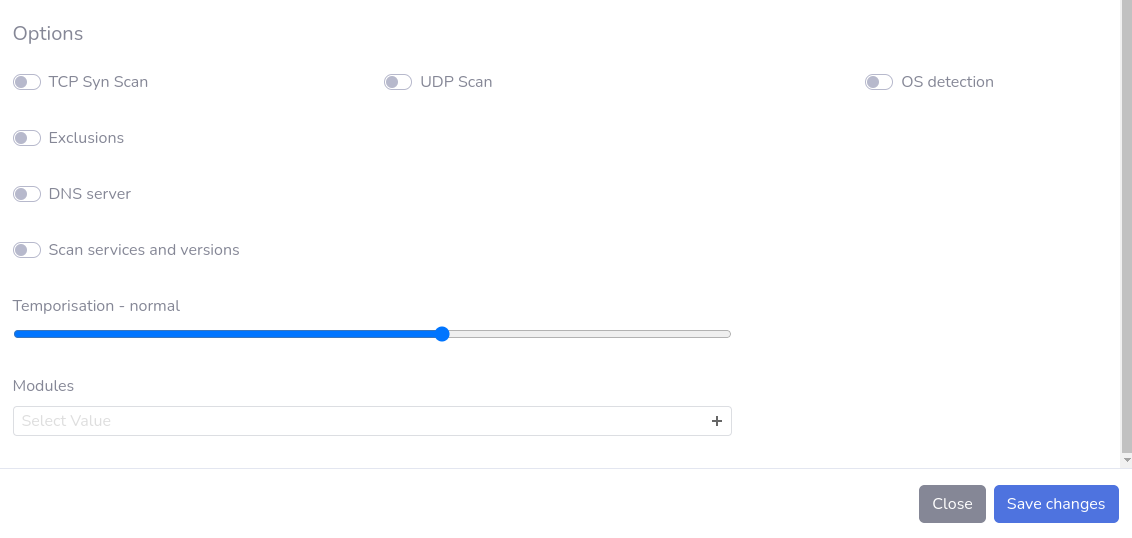 Options
TCP Syn Scan UDP Scan OS detection
Exclusions
DNS server
Scan services and versions
Temporisation - normal
Modules
Select Value +
Close Save changes